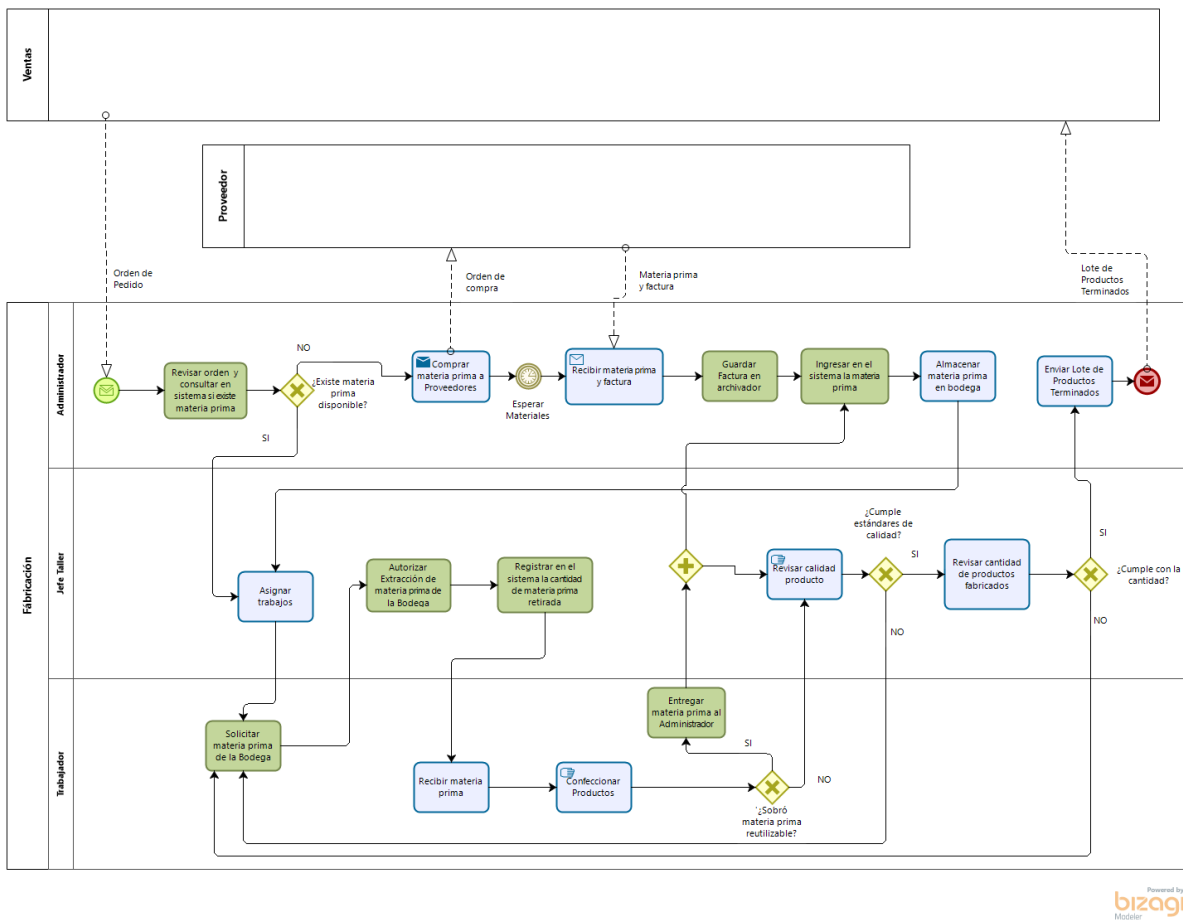 Ventas
Proveedor
Orden de
Pedido
Orden de
compra
Materia prima
y factura
Lote de
Productos
Terminados
Fábricación
Administrador
Revisar orden y
consultar en
sistema si existe
materia prima
NO
¿Existe materia
prima
disponible?
SI
Comprar
materia prima a
Proveedores
Esperar
Materiales
Recibir materia prima
y factura
Guardar
Factura en
archivador
Ingresar en el
sistema la materia
prima
Almacenar
materia prima
en bodega
Enviar Lote de
Productos
Terminados
Jefe Taller
Asignar
trabajos
Autorizar
Extracción de
materia prima de
la Bodega
Registrar en el
sistema la cantidad
de materia prima
retirada
Revisar calidad
producto
¿Cumple
estándares de
calidad?
SI
NO
Revisar cantidad
de productos
fabricados
SI
¿Cumple con la
cantidad?
NO
Trabajador
Solicitar
materia prima
de la Bodega
Recibir materia
prima
Confeccionar
Productos
Entregar
materia prima al
Administrador
SI
NO
'¿Sobró
materia prima
reutilizable?
Powered by
bizagi
Modeler